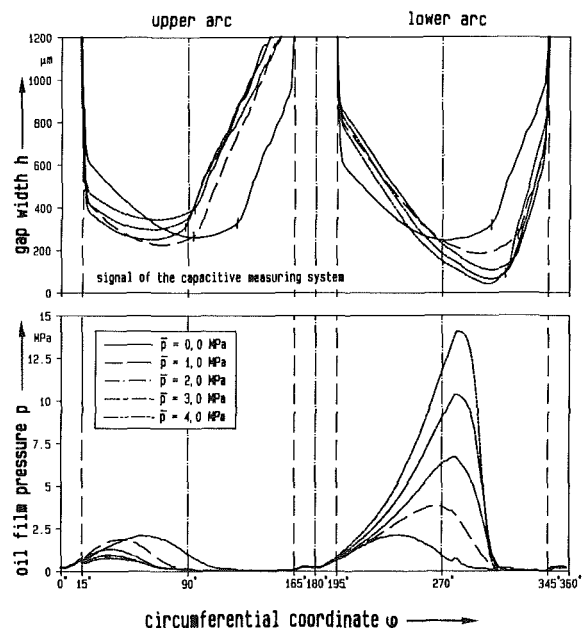 upper arc
lower arc
1200
µm
1000
800
600
400
200
0
gap width h
signal of the capacitive measuring system
15
MPa
12.5
10
7.5
5
2.5
0
oil film pressure p
p̄ = 0,0 MPa
p̄ = 1,0 MPa
p̄ = 2,0 MPa
p̄ = 3,0 MPa
p̄ = 4,0 MPa
0° 15° 90° 165° 180° 195° 270° 345° 360°
circumferential coordinate φ